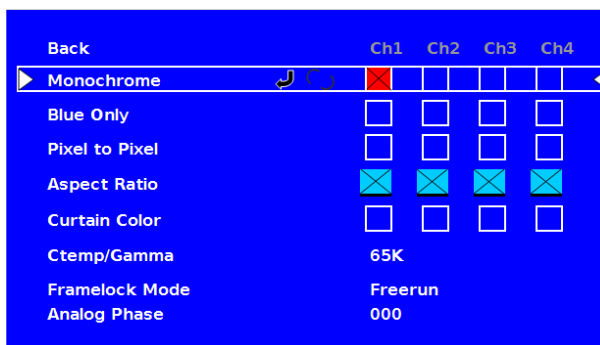 Back Ch1 Ch2 Ch3 Ch4
Monochrome
Blue Only
Pixel to Pixel
Aspect Ratio
Curtain Color
Ctemp/Gamma 65K
Framelock Mode Freerun
Analog Phase 000